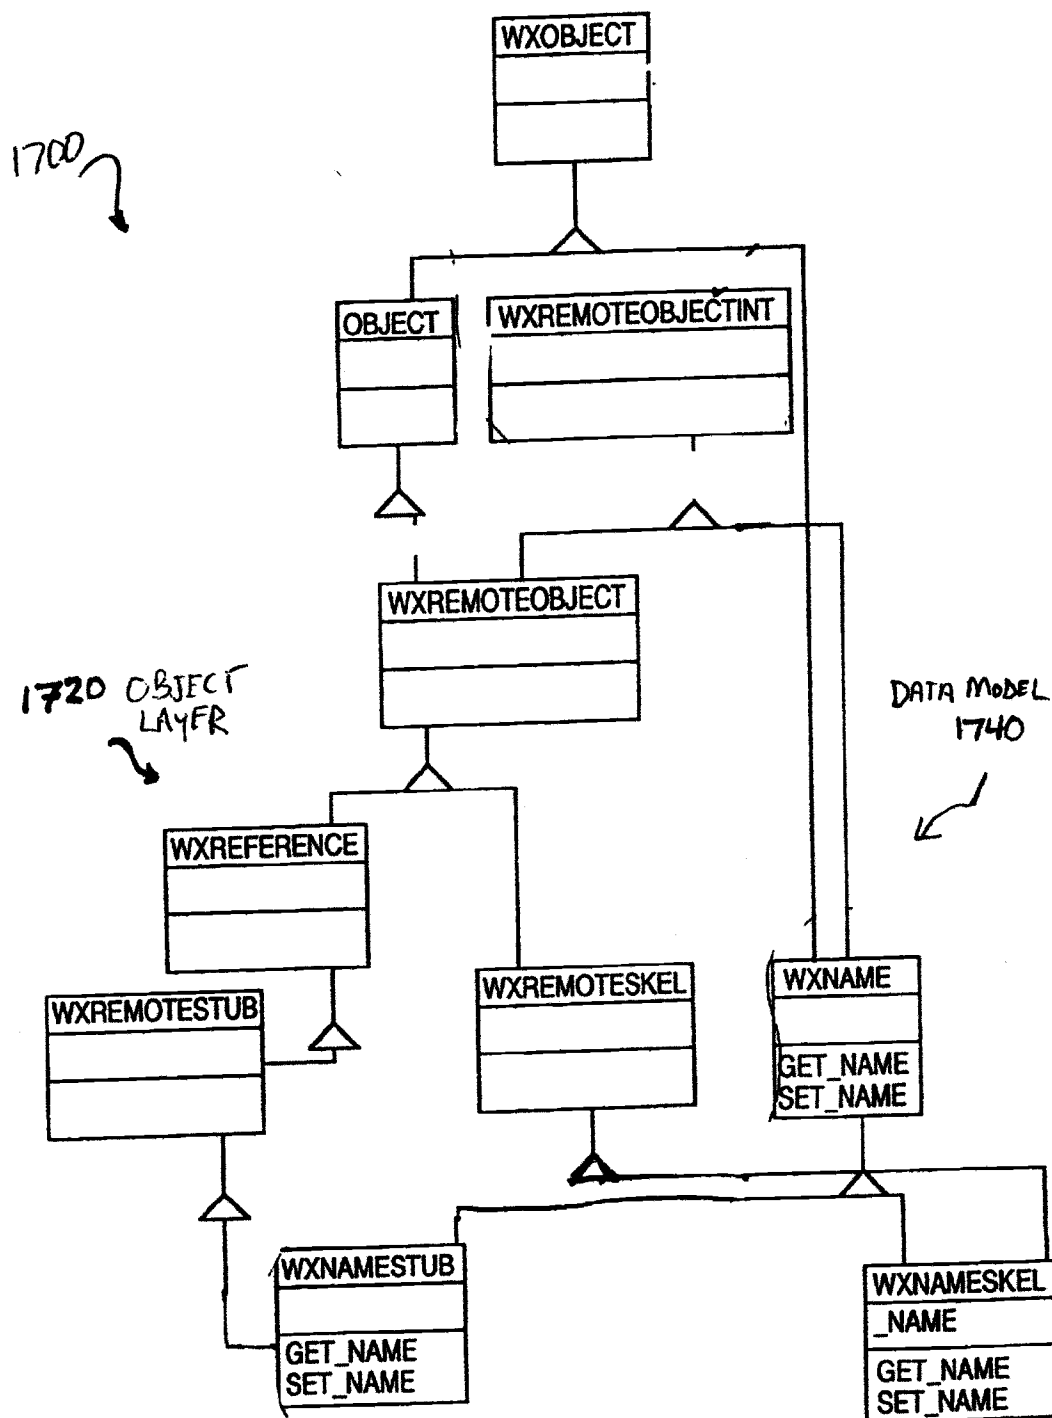 WXOBJECT
1700
OBJECT
WXREMOTEOBJECTINT
WXREMOTEOBJECT
1720 OBJECT
LAYER
DATA MODEL
1740
WXREFERENCE
WXREMOTESTUB
WXREMOTESKEL
WXNAME
GET_NAME
SET_NAME
WXNAMESTUB
GET_NAME
SET_NAME
WXNAMESKEL
_NAME
GET_NAME
SET_NAME